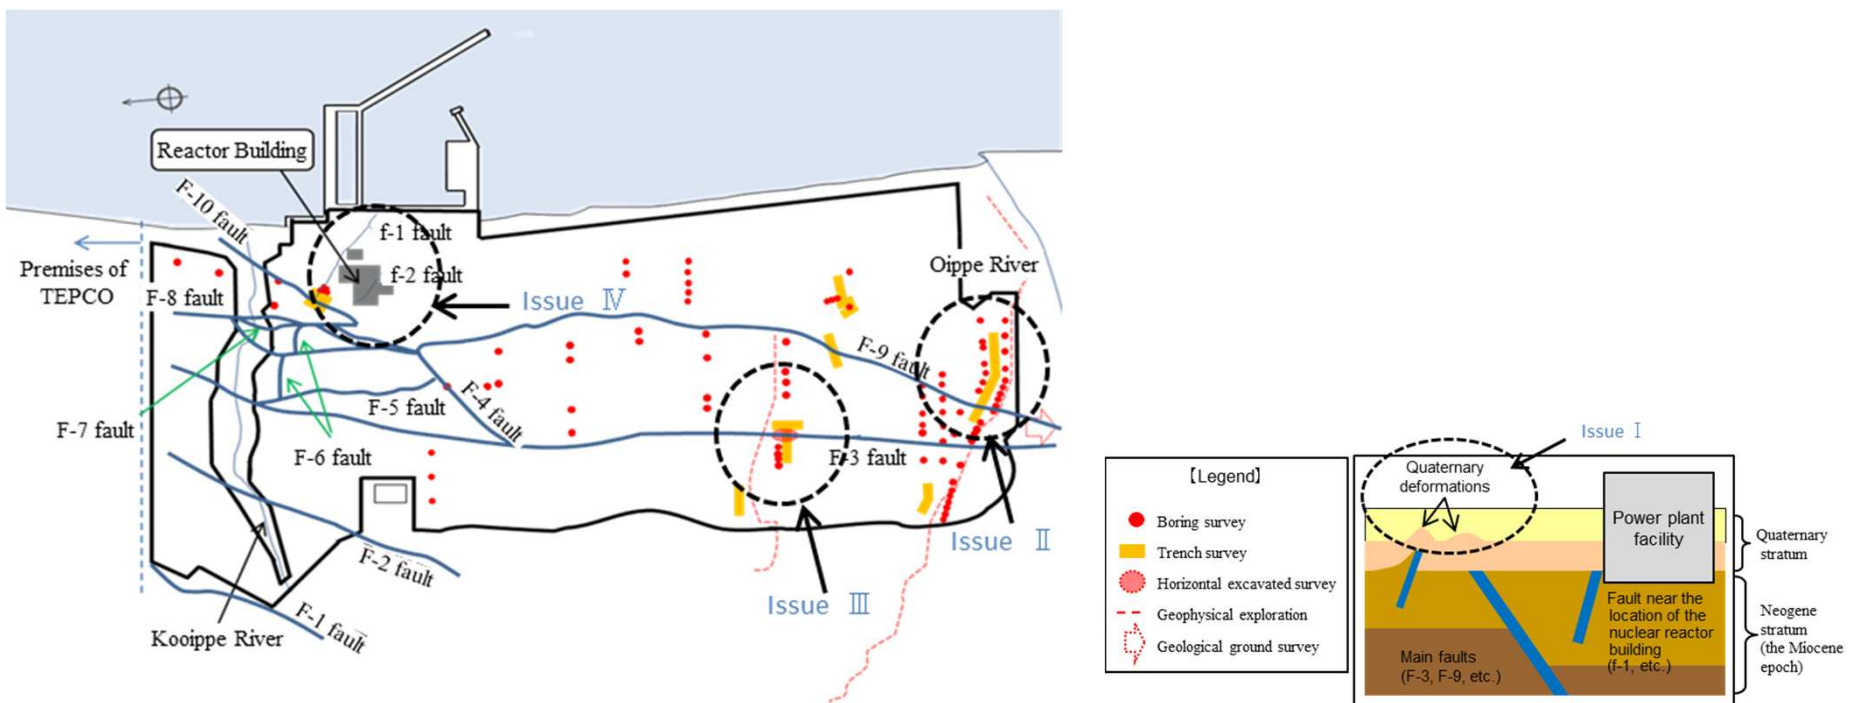 Reactor Building
F-10 fault
f-1 fault
f-2 fault
Premises of
TEPCO
F-8 fault
Issue Ⅳ
Oippe River
F-9 fault
F-7 fault
F-5 fault
F-4 fault
F-6 fault
F-3 fault
Issue Ⅱ
Issue Ⅲ
F-2 fault
F-1 fault
Kooippe River
【Legend】
Boring survey
Trench survey
Horizontal excavated survey
Geophysical exploration
Geological ground survey
Issue Ⅰ
Quaternary
deformations
Power plant
facility
Quaternary
stratum
Fault near the
location of the
nuclear reactor
building
(f-1, etc.)
Main faults
(F-3, F-9, etc.)
Neogene
stratum
(the Miocene
epoch)